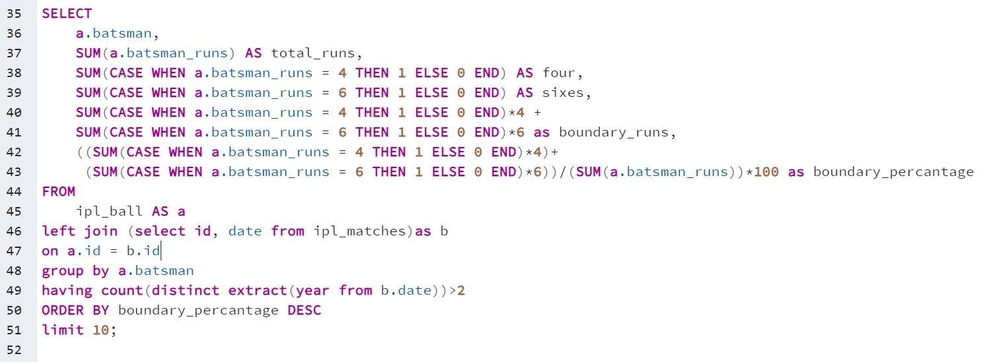 35 SELECT
36     a.batsman,
37     SUM(a.batsman_runs) AS total_runs,
38     SUM(CASE WHEN a.batsman_runs = 4 THEN 1 ELSE 0 END) AS four,
39     SUM(CASE WHEN a.batsman_runs = 6 THEN 1 ELSE 0 END) AS sixes,
40     SUM(CASE WHEN a.batsman_runs = 4 THEN 1 ELSE 0 END)*4 +
41     SUM(CASE WHEN a.batsman_runs = 6 THEN 1 ELSE 0 END)*6 as boundary_runs,
42     ((SUM(CASE WHEN a.batsman_runs = 4 THEN 1 ELSE 0 END)*4)+
43      (SUM(CASE WHEN a.batsman_runs = 6 THEN 1 ELSE 0 END)*6))/(SUM(a.batsman_runs))*100 as boundary_percantage
44 FROM
45     ipl_ball AS a
46 left join (select id, date from ipl_matches)as b
47 on a.id = b.id
48 group by a.batsman
49 having count(distinct extract(year from b.date))>2
50 ORDER BY boundary_percantage DESC
51 limit 10;
52